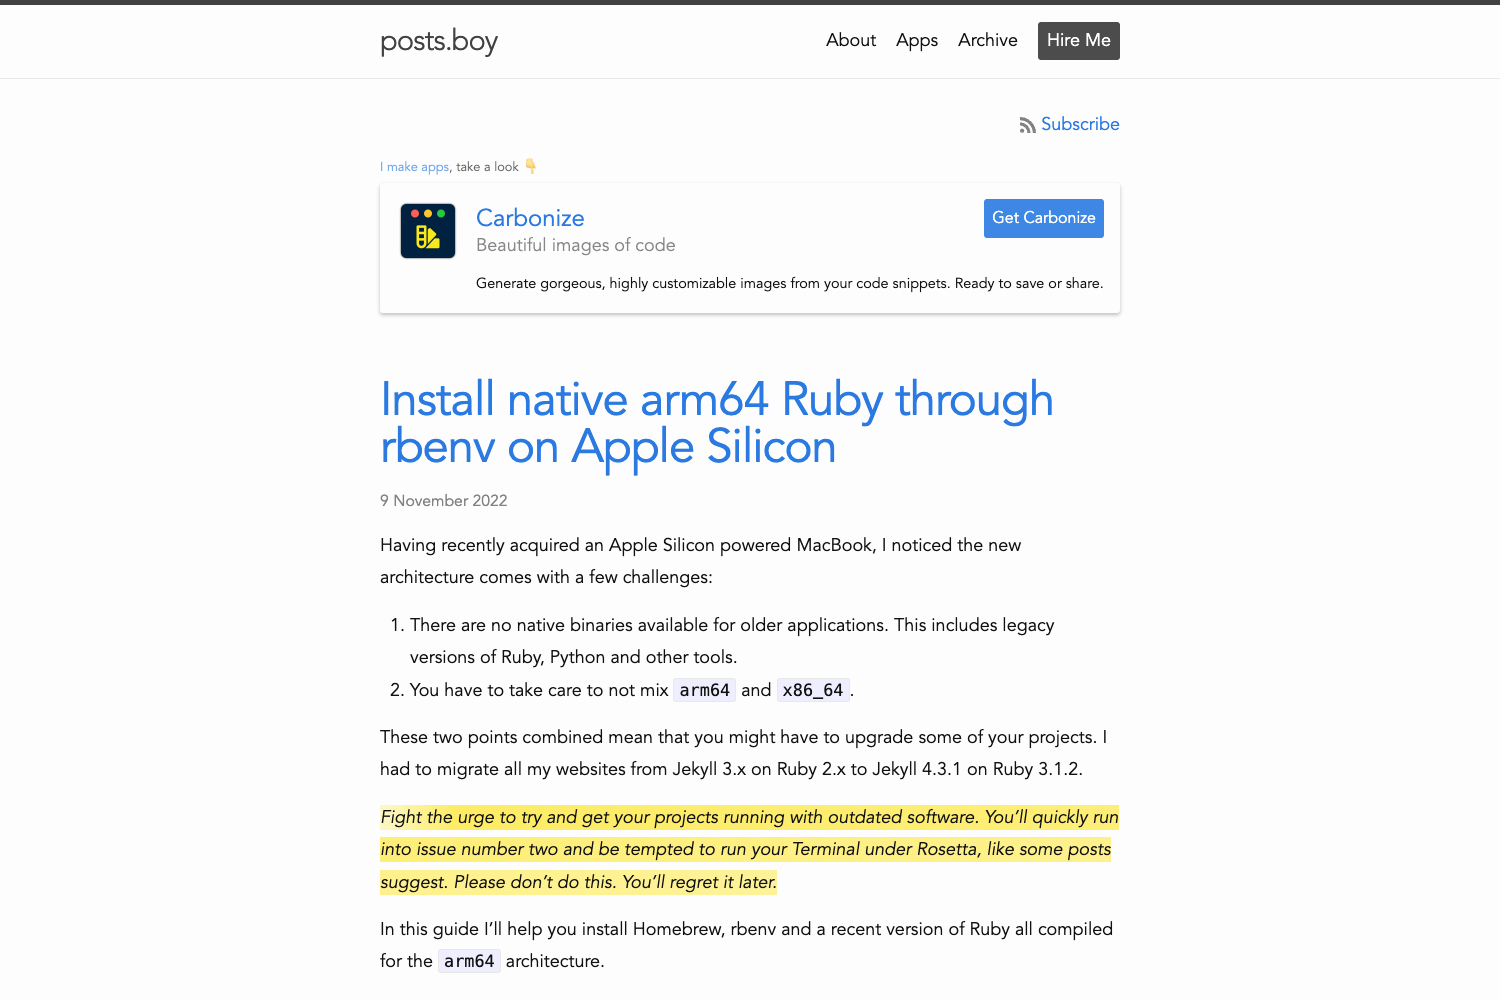 posts.boy
About Apps Archive Hire Me
Subscribe
I make apps, take a look 👇
Carbonize
Get Carbonize
Beautiful images of code
Generate gorgeous, highly customizable images from your code snippets. Ready to save or share.
Install native arm64 Ruby through
rbenv on Apple Silicon
9 November 2022
Having recently acquired an Apple Silicon powered MacBook, I noticed the new
architecture comes with a few challenges:
1. There are no native binaries available for older applications. This includes legacy
versions of Ruby, Python and other tools.
2. You have to take care to not mix arm64 and x86_64.
These two points combined mean that you might have to upgrade some of your projects. I
had to migrate all my websites from Jekyll 3.x on Ruby 2.x to Jekyll 4.3.1 on Ruby 3.1.2.
Fight the urge to try and get your projects running with outdated software. You’ll quickly run
into issue number two and be tempted to run your Terminal under Rosetta, like some posts
suggest. Please don’t do this. You’ll regret it later.
In this guide I’ll help you install Homebrew, rbenv and a recent version of Ruby all compiled
for the arm64 architecture.